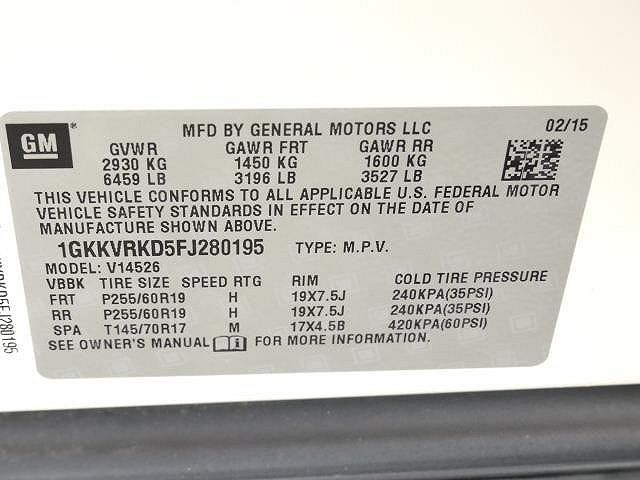 GM
MFD BY GENERAL MOTORS LLC 02/15
GVWR GAWR FRT GAWR RR
2930 KG 1450 KG 1600 KG
6459 LB 3196 LB 3527 LB
THIS VEHICLE CONFORMS TO ALL APPLICABLE U.S. FEDERAL MOTOR
VEHICLE SAFETY STANDARDS IN EFFECT ON THE DATE OF
MANUFACTURE SHOWN ABOVE.
1GKKVRKD5FJ280195 TYPE: M.P.V.
MODEL: V14526
VBBK TIRE SIZE SPEED RTG RIM COLD TIRE PRESSURE
FRT P255/60R19 H 19X7.5J 240KPA(35PSI)
RR P255/60R19 H 19X7.5J 240KPA(35PSI)
SPA T145/70R17 M 17X4.5B 420KPA(60PSI)
SEE OWNER'S MANUAL FOR MORE INFORMATION.